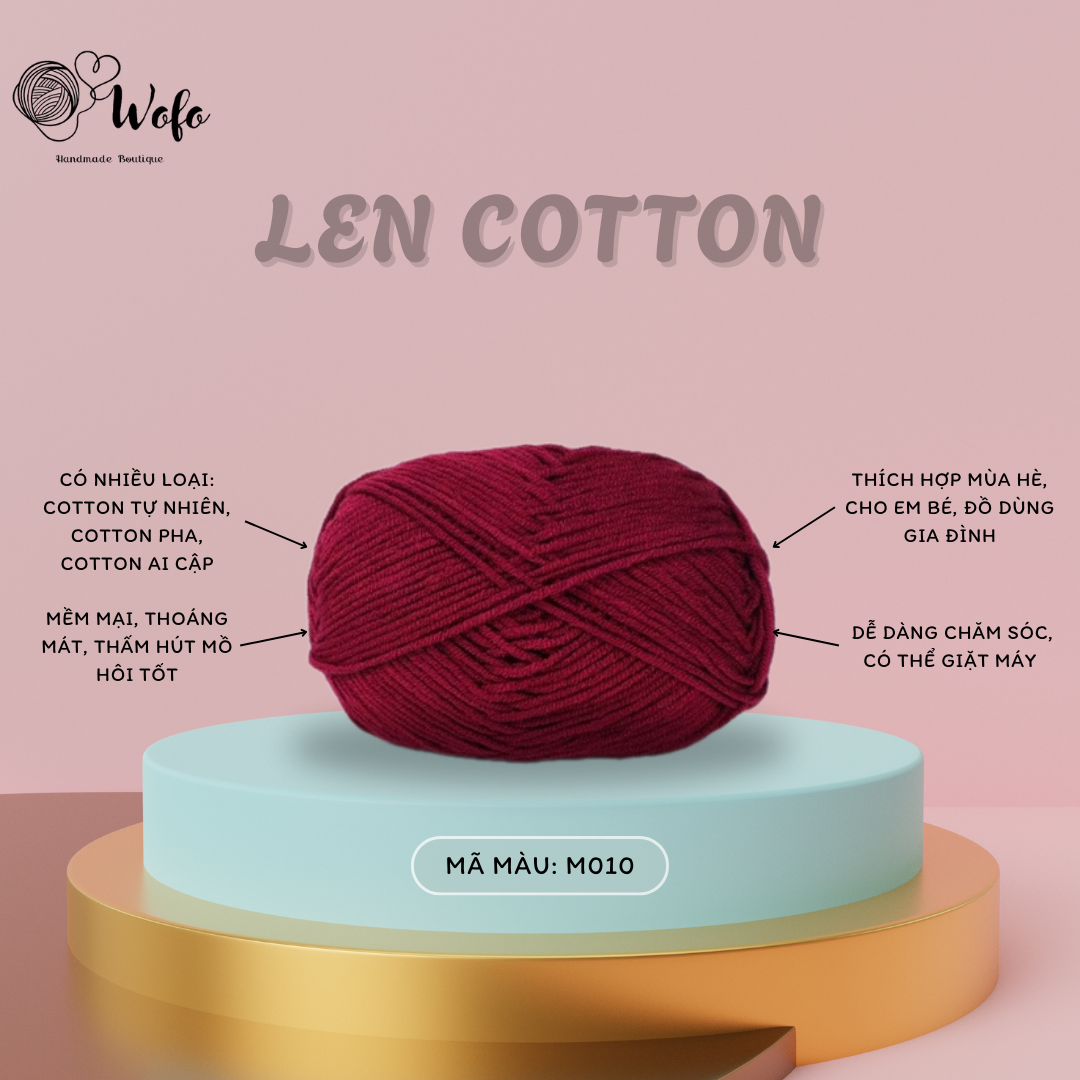 Wofo
Handmade Boutique
LEN COTTON
CÓ NHIỀU LOẠI:
COTTON TỰ NHIÊN,
COTTON PHA,
COTTON AI CẬP
THÍCH HỢP MÙA HÈ,
CHO EM BÉ, ĐỒ DÙNG
GIA ĐÌNH
MỀM MẠI, THOÁNG
MÁT, THẤM HÚT MỒ
HÔI TỐT
DỄ DÀNG CHĂM SÓC,
CÓ THỂ GIẶT MÁY
MÃ MÀU: M010